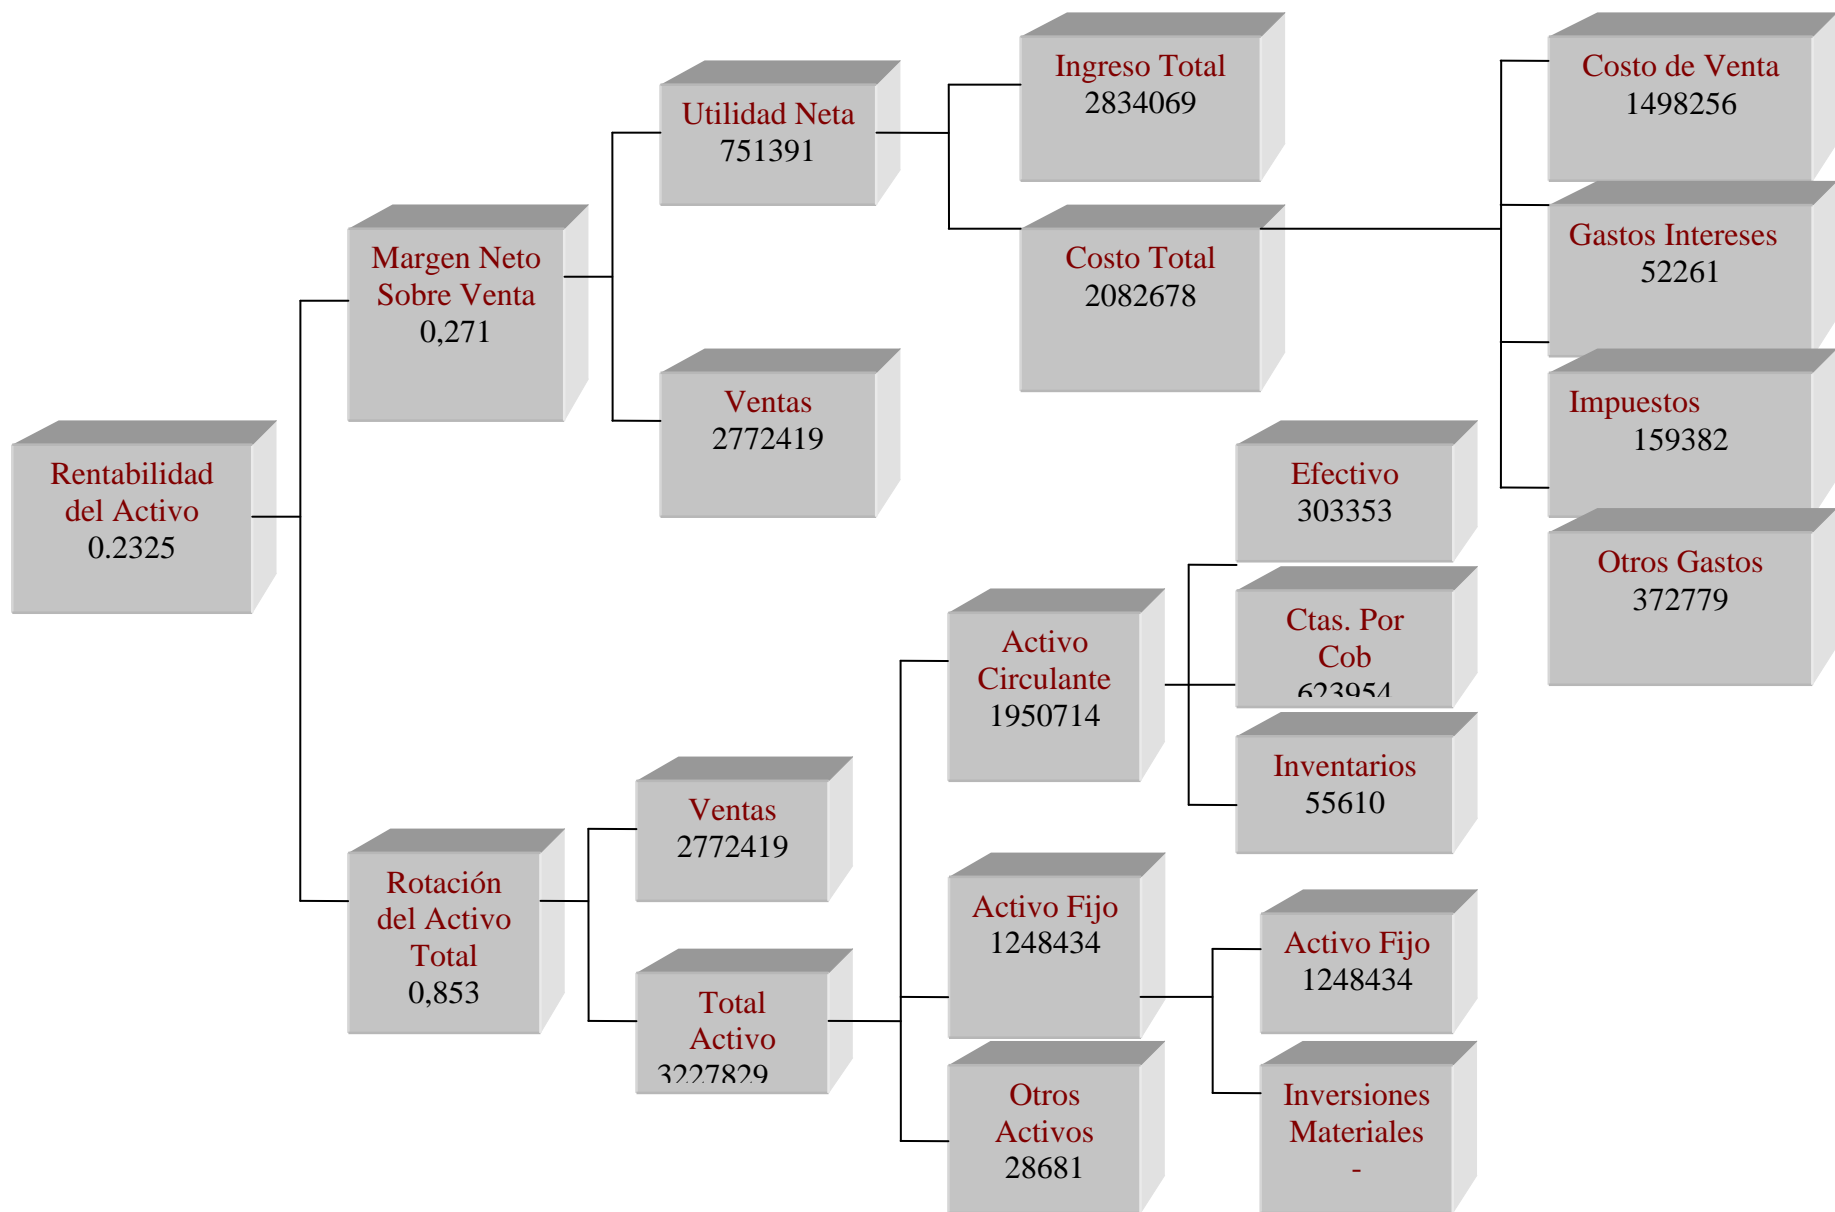 Rentabilidad
del Activo
0.2325
Margen Neto
Sobre Venta
0,271
Utilidad Neta
751391
Ingreso Total
2834069
Costo Total
2082678
Costo de Venta
1498256
Gastos Intereses
52261
Impuestos
159382
Otros Gastos
372779
Ventas
2772419
Rotación
del Activo
Total
0,853
Ventas
2772419
Total
Activo
3227829
Activo
Circulante
1950714
Efectivo
303353
Ctas. Por
Cob
623954
Inventarios
55610
Activo Fijo
1248434
Activo Fijo
1248434
Inversiones
Materiales
-
Otros
Activos
28681